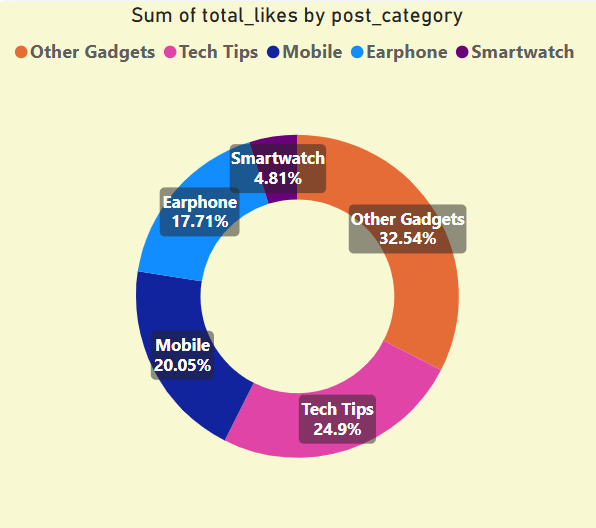 Sum of total_likes by post_category
Other Gadgets Tech Tips Mobile Earphone Smartwatch
Smartwatch
4.81%
Earphone
17.71%
Other Gadgets
32.54%
Mobile
20.05%
Tech Tips
24.9%